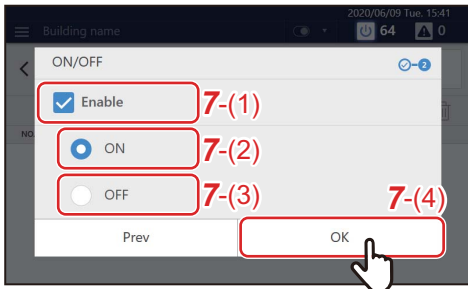 2020/06/09 Tue. 15:41
Building name
64
0
ON/OFF
2
Enable
7-(1)
NO.
ON
7-(2)
OFF
7-(3)
7-(4)
Prev
OK